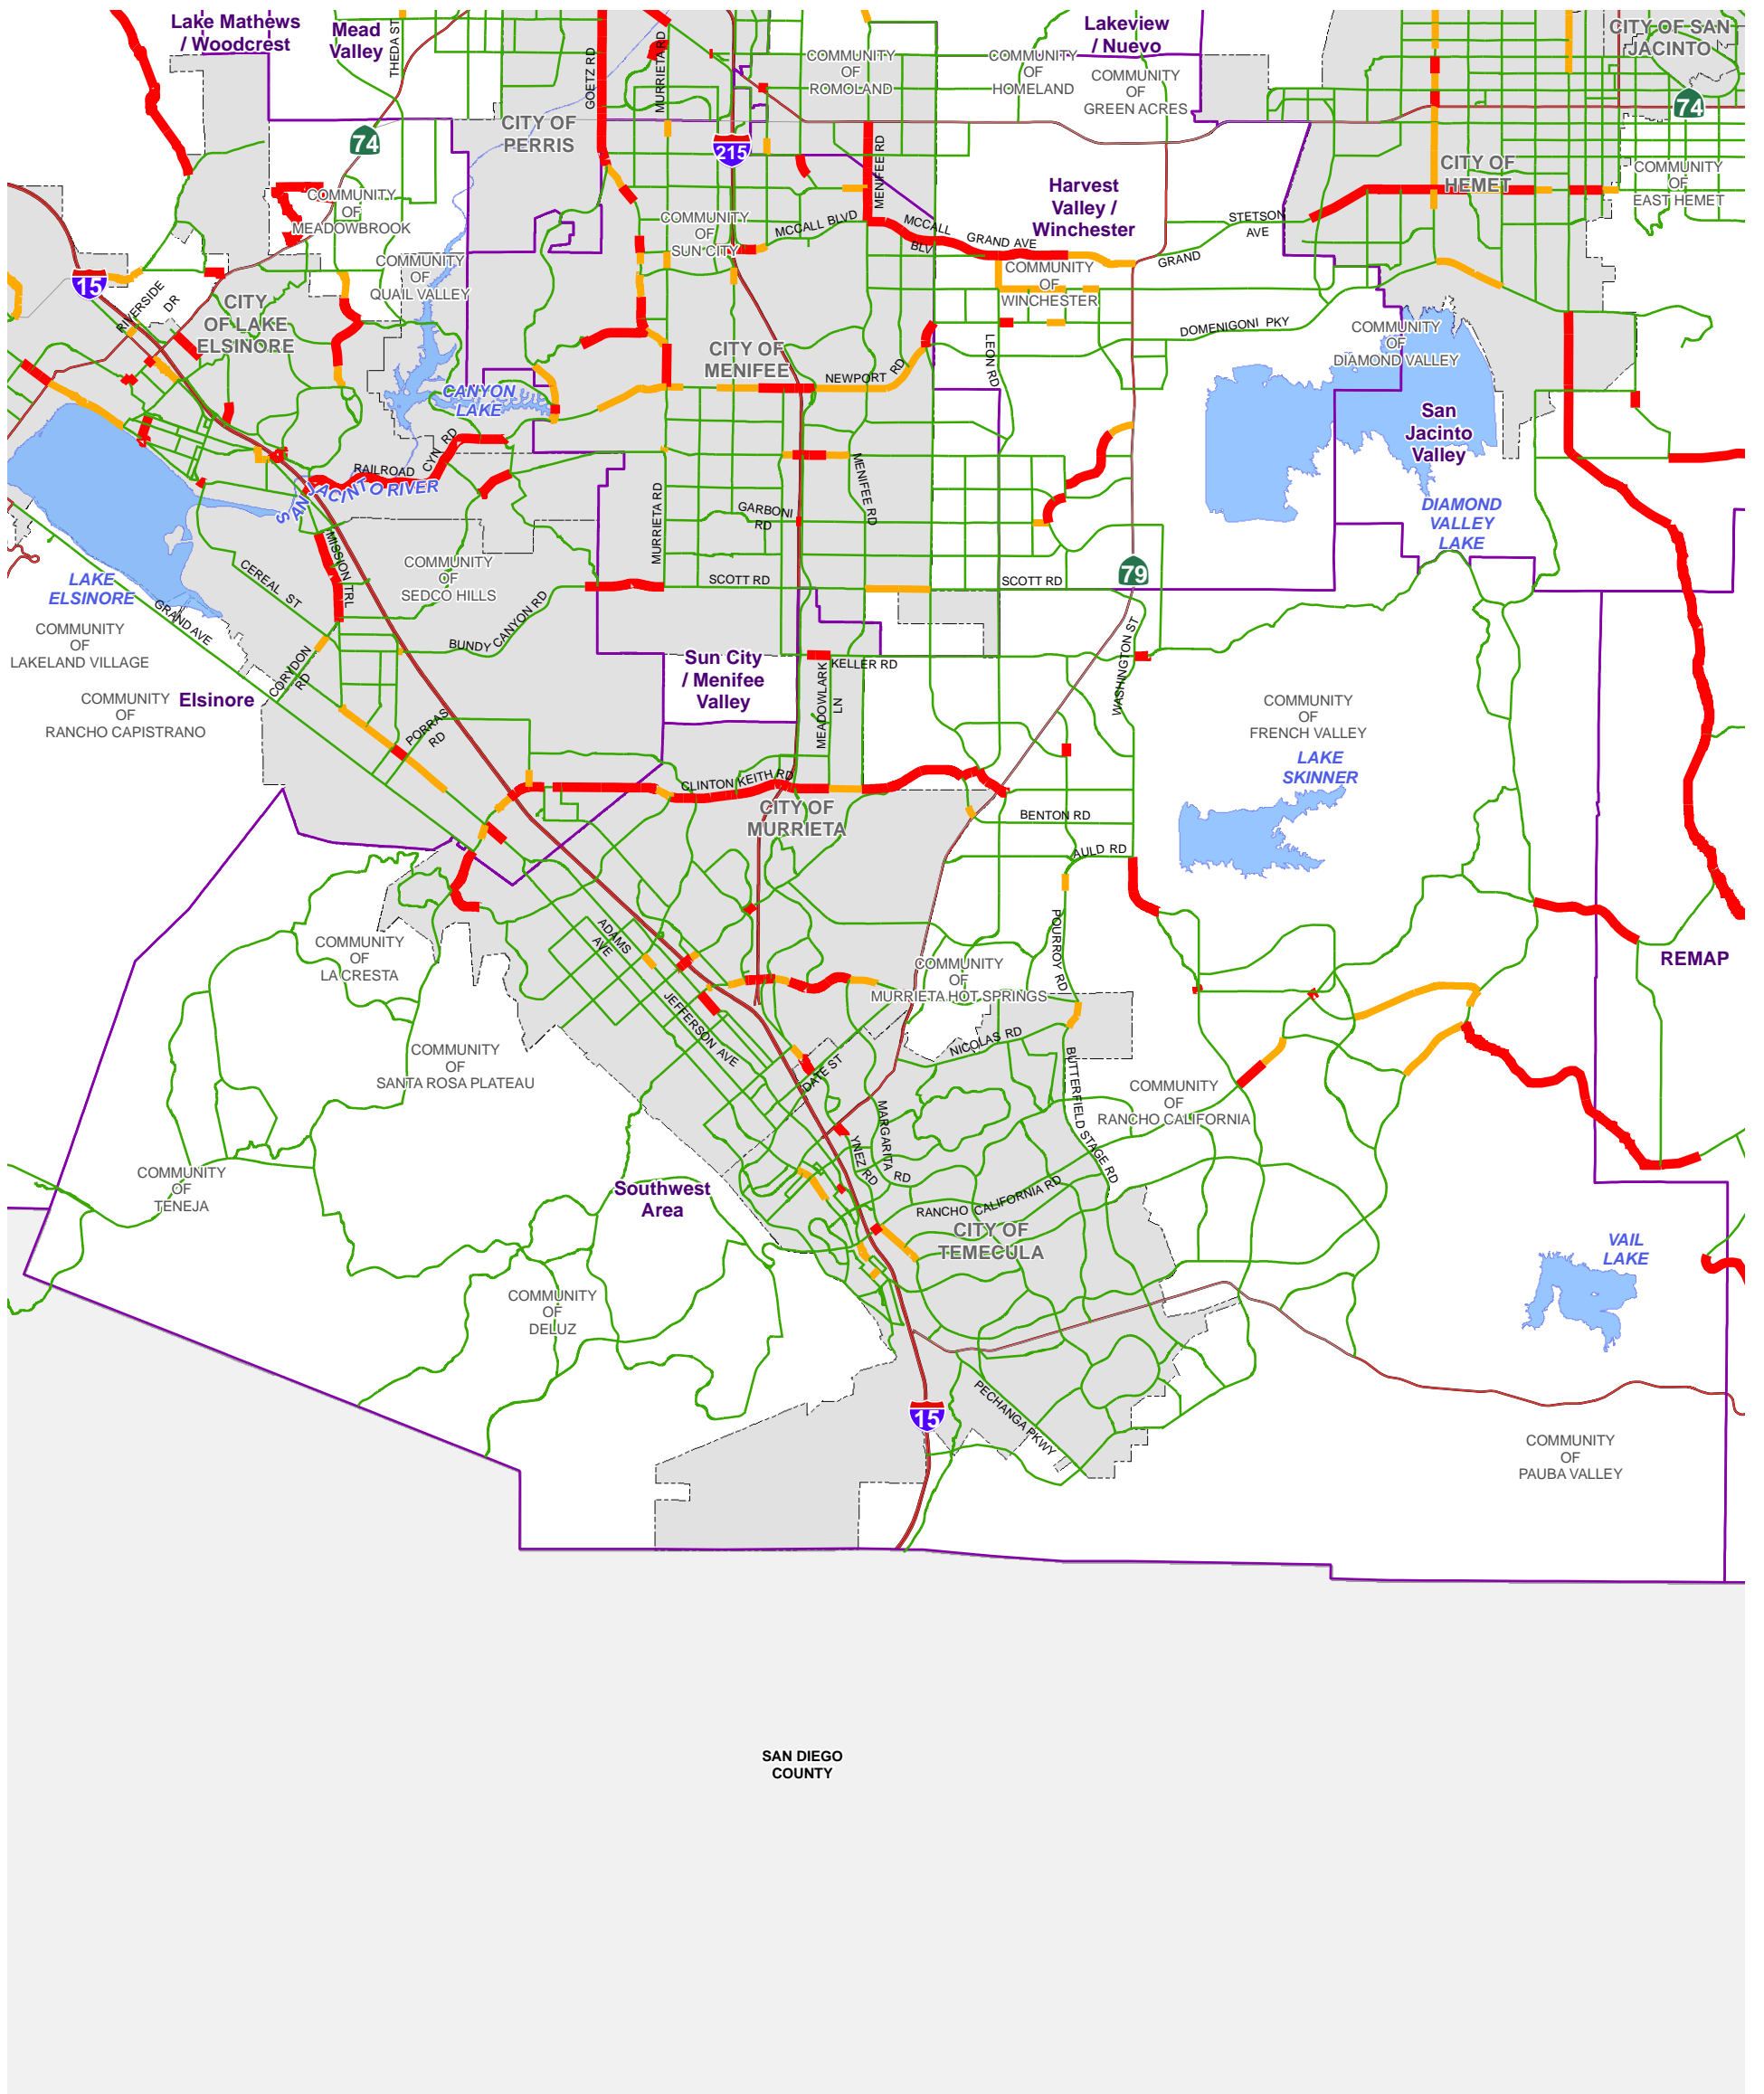 Lake Mathews
/ Woodcrest
Mead
Valley
THEDA ST
GOETZ RD
MURRIETA RD
COMMUNITY
OF
ROMOLAND
COMMUNITY
OF
HOMELAND
Lakeview
/ Nuevo
COMMUNITY
OF
GREEN ACRES
CITY OF SAN
JACINTO
74
74
CITY OF
PERRIS
215
MENIFEE RD
CITY OF
HEMET
COMMUNITY
OF
EAST HEMET
COMMUNITY
OF
MEADOWBROOK
Harvest
Valley /
Winchester
COMMUNITY
OF
SUN CITY
MCCALL BLVD
MCCALL
BLV
GRAND AVE
STETSON
AVE
GRAND
COMMUNITY
OF
QUAIL VALLEY
COMMUNITY
OF
WINCHESTER
15
RIVERSIDE
DR
CITY
OF LAKE
ELSINORE
CITY OF
MENIFEE
NEWPORT RD
LEON RD
DOMENIGONI PKY
COMMUNITY
OF
DIAMOND VALLEY
CANYON
LAKE
San
Jacinto
Valley
RAILROAD
CYN RD
SAN JACINTO RIVER
MURRIETA RD
GARBONI
RD
MENIFEE RD
DIAMOND
VALLEY
LAKE
MISSION TRL
COMMUNITY
OF
SEDCO HILLS
LAKE
ELSINORE
CEREAL ST
GRAND AVE
SCOTT RD
SCOTT RD
79
COMMUNITY
OF
LAKELAND VILLAGE
BUNDY CANYON RD
WASHINGTON ST
Sun City
/ Menifee
Valley
KELLER RD
MEADOWLARK
LN
CORYDON
RD
Elsinore
COMMUNITY
OF
RANCHO CAPISTRANO
PORRAS
RD
COMMUNITY
OF
FRENCH VALLEY
LAKE
SKINNER
CLINTON KEITH RD
CITY OF
MURRIETA
BENTON RD
AULD RD
ADAMS
AVE
POURROY RD
COMMUNITY
OF
LA CRESTA
COMMUNITY
OF
MURRIETA HOT SPRINGS
REMAP
JEFFERSON AVE
NICOLAS RD
COMMUNITY
OF
SANTA ROSA PLATEAU
DATE ST
BUTTERFIELD STAGE RD
COMMUNITY
OF
RANCHO CALIFORNIA
MARGARITA
RD
YNEZ RD
COMMUNITY
OF
TENEJA
Southwest
Area
RANCHO CALIFORNIA RD
CITY OF
TEMECULA
VAIL
LAKE
COMMUNITY
OF
DELUZ
PECHANGA PKWY
15
COMMUNITY
OF
PAUBA VALLEY
SAN DIEGO
COUNTY